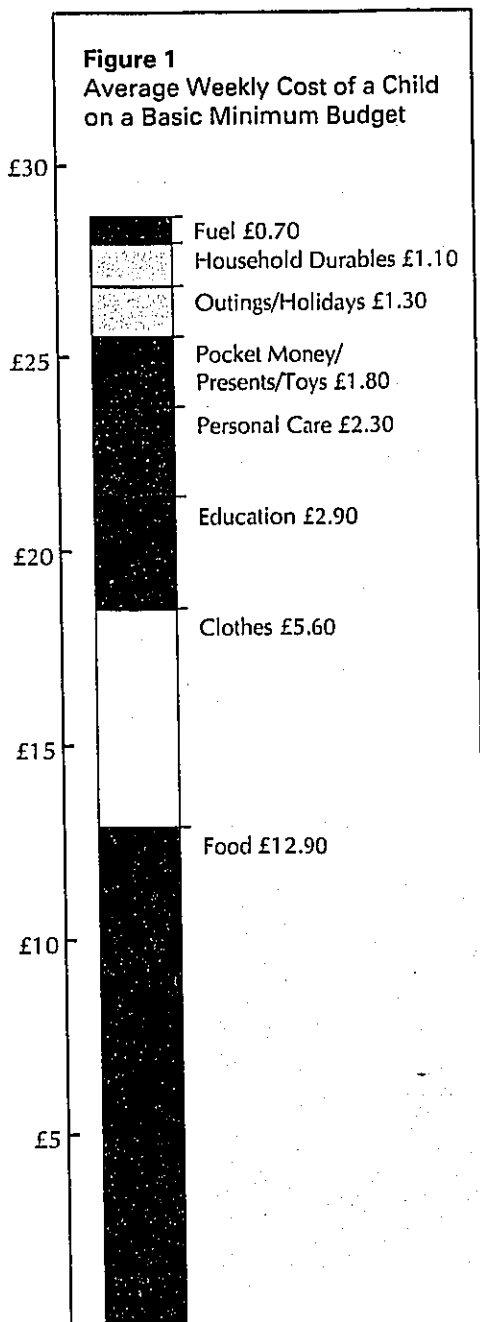 Figure 1
Average Weekly Cost of a Child
on a Basic Minimum Budget
£30
Fuel £0.70
Household Durables £1.10
Outings/Holidays £1.30
£25
Pocket Money/
Presents/Toys £1.80
Personal Care £2.30
Education £2.90
£20
Clothes £5.60
£15
Food £12.90
£10
£5